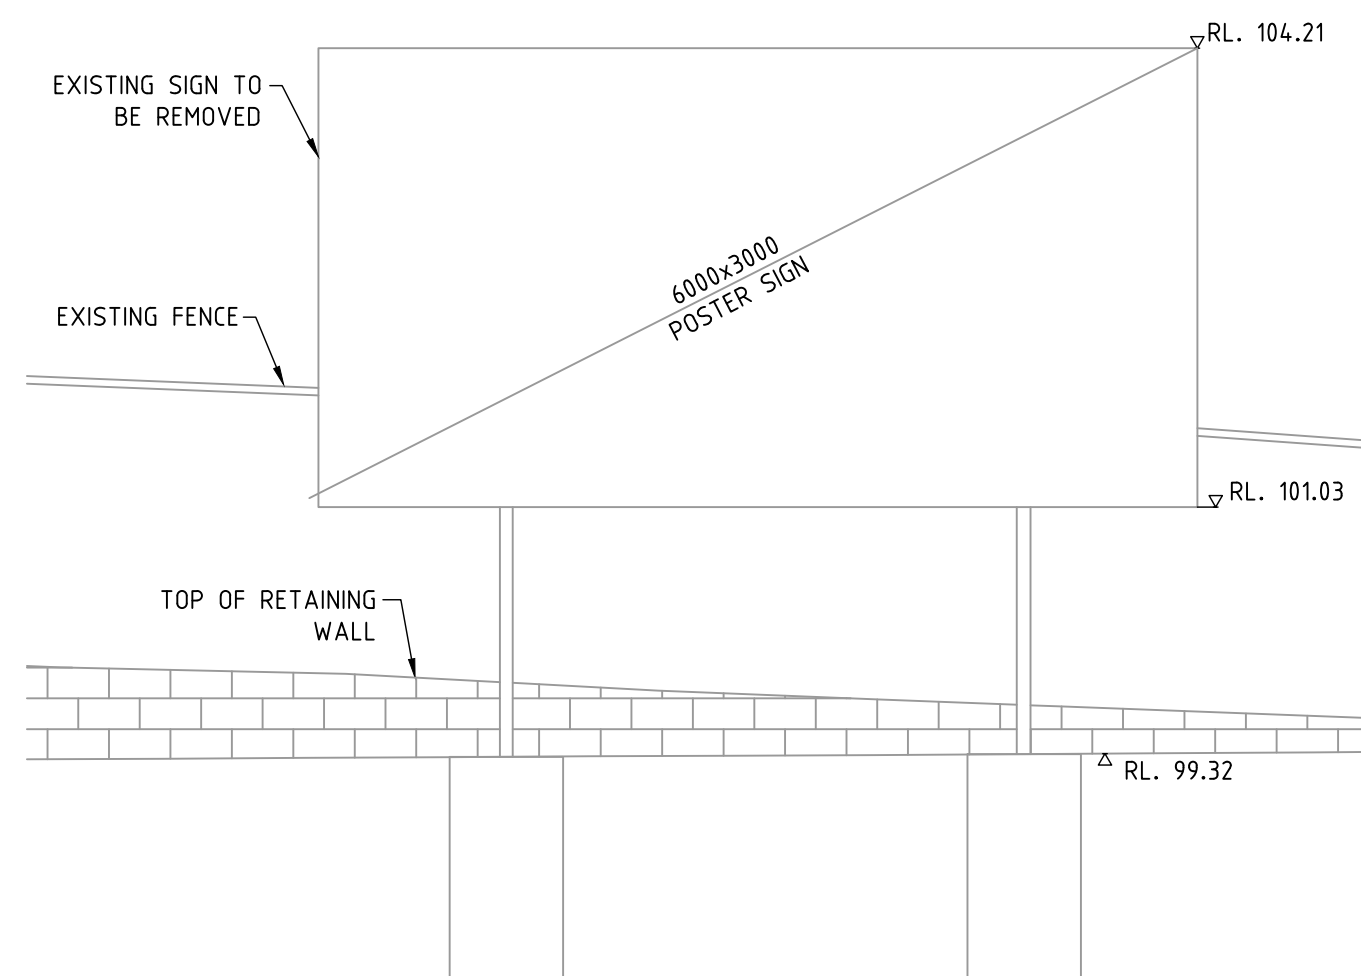 RL. 104.21
EXISTING SIGN TO
BE REMOVED
6000x3000
POSTER SIGN
EXISTING FENCE
RL. 101.03
TOP OF RETAINING
WALL
RL. 99.32